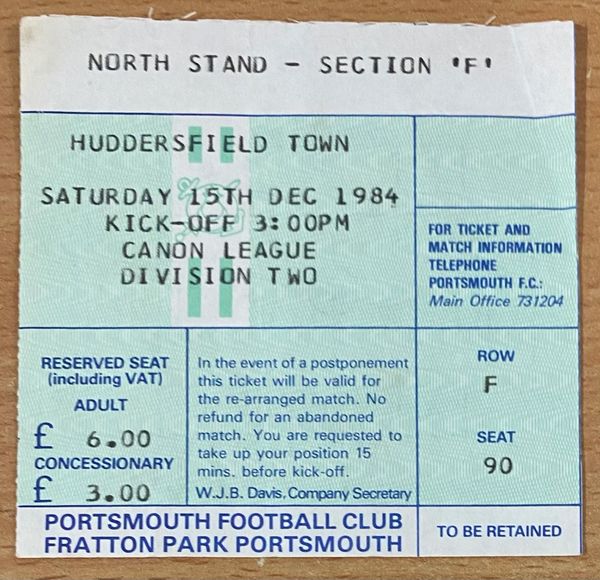 NORTH STAND - SECTION 'F'
HUDDERSFIELD TOWN
SATURDAY 15TH DEC 1984
KICK-OFF 3:00PM
CANON LEAGUE
DIVISION TWO
FOR TICKET AND
MATCH INFORMATION
TELEPHONE
PORTSMOUTH F.C.:
Main Office 731204
RESERVED SEAT
(including VAT)
ADULT
£ 6.00
CONCESSIONARY
£ 3.00
In the event of a postponement
this ticket will be valid for
the re-arranged match. No
refund for an abandoned
match. You are requested to
take up your position 15
mins. before kick-off.
W.J.B. Davis, Company Secretary
ROW
F
SEAT
90
PORTSMOUTH FOOTBALL CLUB
FRATTON PARK PORTSMOUTH
TO BE RETAINED